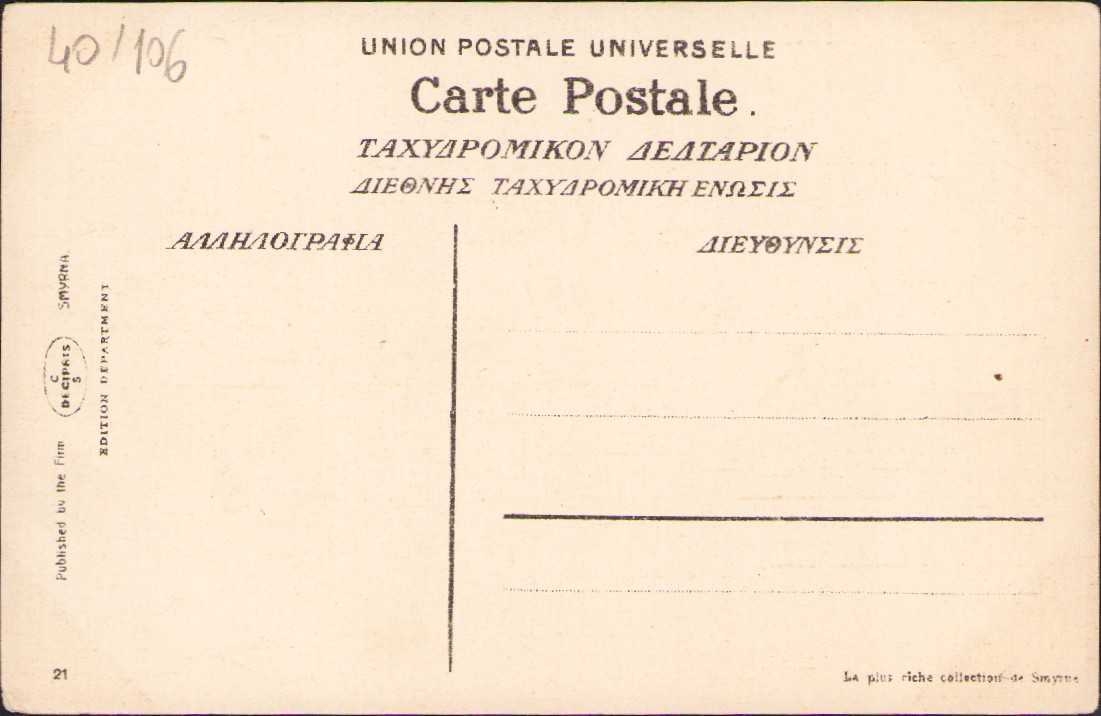 40/106
UNION POSTALE UNIVERSELLE
Carte Postale.
ΤΑΧΥΔΡΟΜΙΚΟΝ ΔΕΛΤΑΡΙΟΝ
ΔΙΕΘΝΗΣ ΤΑΧΥΔΡΟΜΙΚΗ ΕΝΩΣΙΣ
ΑΛΛΗΛΟΓΡΑΦΙΑ
ΔΙΕΥΘΥΝΣΙΣ
Published by the Firm C DECIPRIS S SMYRNA
EDITION DEPARTMENT
21
La plus riche collection de Smyrne